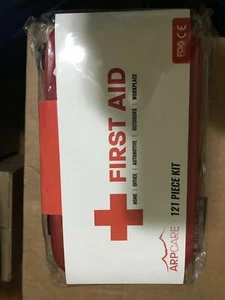 FIRST AID
HOME | OFFICE | AUTOMOTIVE | OUTDOORS | WORKPLACE
ARPCARE
121 PIECE KIT
FDA CE